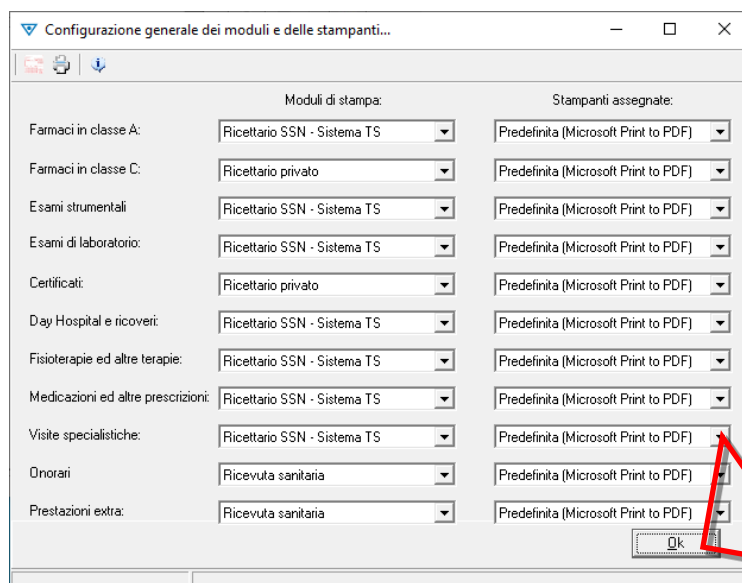 Configurazione generale dei moduli e delle stampanti...
Moduli di stampa: Stampanti assegnate:
Farmaci in classe A: Ricettario SSN - Sistema TS Predefinita (Microsoft Print to PDF)
Farmaci in classe C: Ricettario privato Predefinita (Microsoft Print to PDF)
Esami strumentali Ricettario SSN - Sistema TS Predefinita (Microsoft Print to PDF)
Esami di laboratorio: Ricettario SSN - Sistema TS Predefinita (Microsoft Print to PDF)
Certificati: Ricettario privato Predefinita (Microsoft Print to PDF)
Day Hospital e ricoveri: Ricettario SSN - Sistema TS Predefinita (Microsoft Print to PDF)
Fisioterapie ed altre terapie: Ricettario SSN - Sistema TS Predefinita (Microsoft Print to PDF)
Medicazioni ed altre prescrizioni: Ricettario SSN - Sistema TS Predefinita (Microsoft Print to PDF)
Visite specialistiche: Ricettario SSN - Sistema TS Predefinita (Microsoft Print to PDF)
Onorari Ricevuta sanitaria Predefinita (Microsoft Print to PDF)
Prestazioni extra: Ricevuta sanitaria Predefinita (Microsoft Print to PDF)
Ok